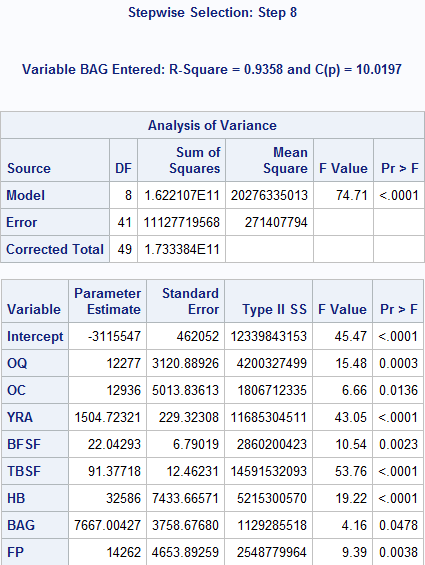 Stepwise Selection: Step 8
Variable BAG Entered: R-Square = 0.9358 and C(p) = 10.0197
Analysis of Variance
Source DF Sum of Squares Mean Square F Value Pr > F
Model 8 1.622107E11 20276335013 74.71 <.0001
Error 41 11127719568 271407794
Corrected Total 49 1.733384E11
Variable Parameter Estimate Standard Error Type II SS F Value Pr > F
Intercept -3115547 462052 12339843153 45.47 <.0001
OQ 12277 3120.88926 4200327499 15.48 0.0003
OC 12936 5013.83613 1806712335 6.66 0.0136
YRA 1504.72321 229.32308 11685304511 43.05 <.0001
BFSF 22.04293 6.79019 2860200423 10.54 0.0023
TBSF 91.37718 12.46231 14591532093 53.76 <.0001
HB 32586 7433.66571 5215300570 19.22 <.0001
BAG 7667.00427 3758.67680 1129285518 4.16 0.0478
FP 14262 4653.89259 2548779964 9.39 0.0038